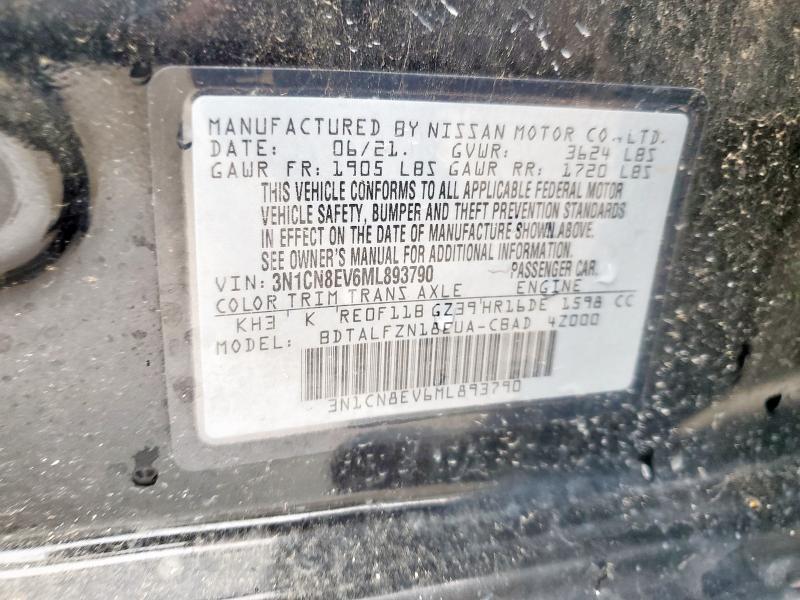 MANUFACTURED BY NISSAN MOTOR CO., LTD.
DATE: 06/21. GVWR: 3624 LBS
GAWR FR: 1905 LBS GAWR RR: 1720 LBS
THIS VEHICLE CONFORMS TO ALL APPLICABLE FEDERAL MOTOR
VEHICLE SAFETY, BUMPER AND THEFT PREVENTION STANDARDS
IN EFFECT ON THE DATE OF MANUFACTURE SHOWN ABOVE.
SEE OWNER'S MANUAL FOR ADDITIONAL INFORMATION.
VIN: 3N1CN8EV6ML893790 PASSENGER CAR
COLOR TRIM TRANS AXLE ENGINE
KH3 K RE0F11B GZ39 HR16DE 1598 CC
MODEL: BDTALFZN18EUA-CBAD 4Z000
3N1CN8EV6ML893790